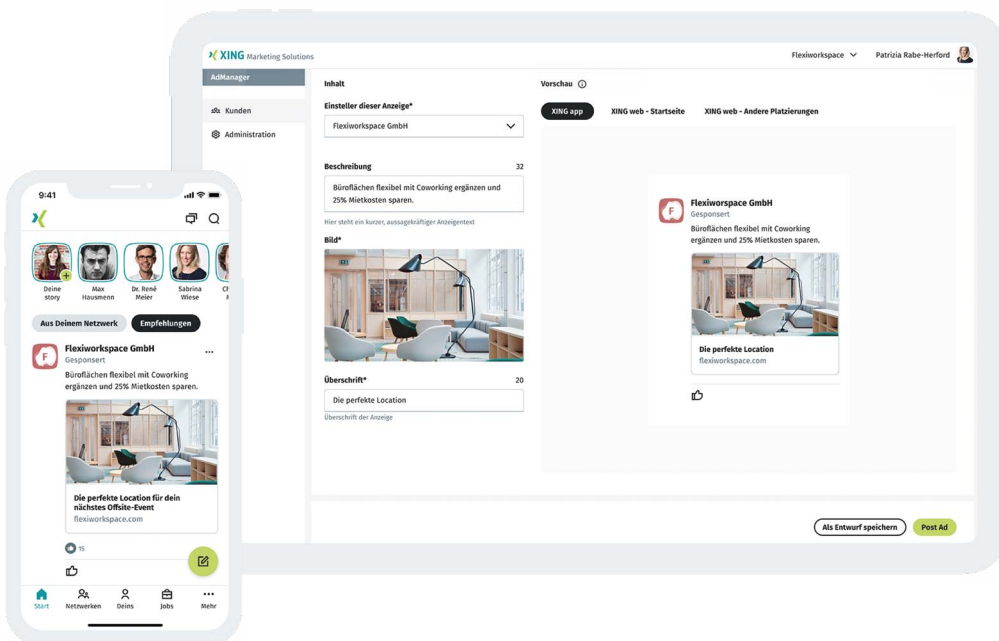 XING Marketing Solutions
Flexiworkspace
Patrizia Rabe-Herford
AdManager
Kunden
Administration
Inhalt
Einsteller dieser Anzeige*
Flexiworkspace GmbH
Beschreibung 32
Büroflächen flexibel mit Coworking ergänzen und
25% Mietkosten sparen.
Hier steht ein kurzer, aussagekräftiger Anzeigentext
Bild*
Überschrift* 20
Die perfekte Location
Überschrift der Anzeige
Vorschau
XING app
XING web - Startseite
XING web - Andere Platzierungen
F
Flexiworspace GmbH
Gesponsert
Büroflächen flexibel mit Coworking
ergänzen und 25% Mietkosten sparen.
Die perfekte Location
flexiworkspace.com
Als Entwurf speichern
Post Ad
9:41
Deine
story
Max
Hausmenn
Dr. René
Meier
Sabrina
Wiese
Aus Deinem Netzwerk
Empfehlungen
F
Flexiworkspace GmbH
Gesponsert
Büroflächen flexibel mit Coworking
ergänzen und 25% Mietkosten sparen.
Die perfekte Location für dein
nächstes Offsite-Event
flexiworkspace.com
15
Start
Netzwerken
Deins
Jobs
Mehr